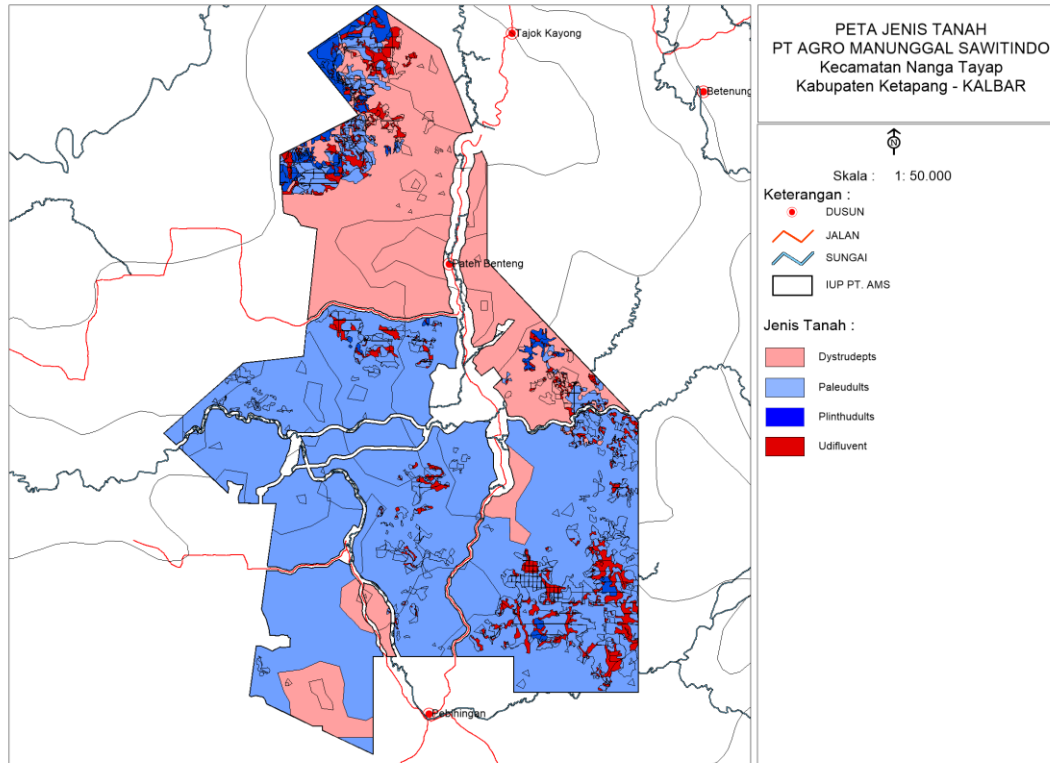 PETA JENIS TANAH
PT AGRO MANUNGGAL SAWITINDO
Kecamatan Nanga Tayap
Kabupaten Ketapang - KALBAR
N
Skala : 1: 50.000
Keterangan :
DUSUN
JALAN
SUNGAI
IUP PT. AMS
Jenis Tanah :
Dystrudepts
Paleudults
Plinthudults
Udifluvent
Tajok Kayong
Betenung
Pateh Benteng
Pebihingan